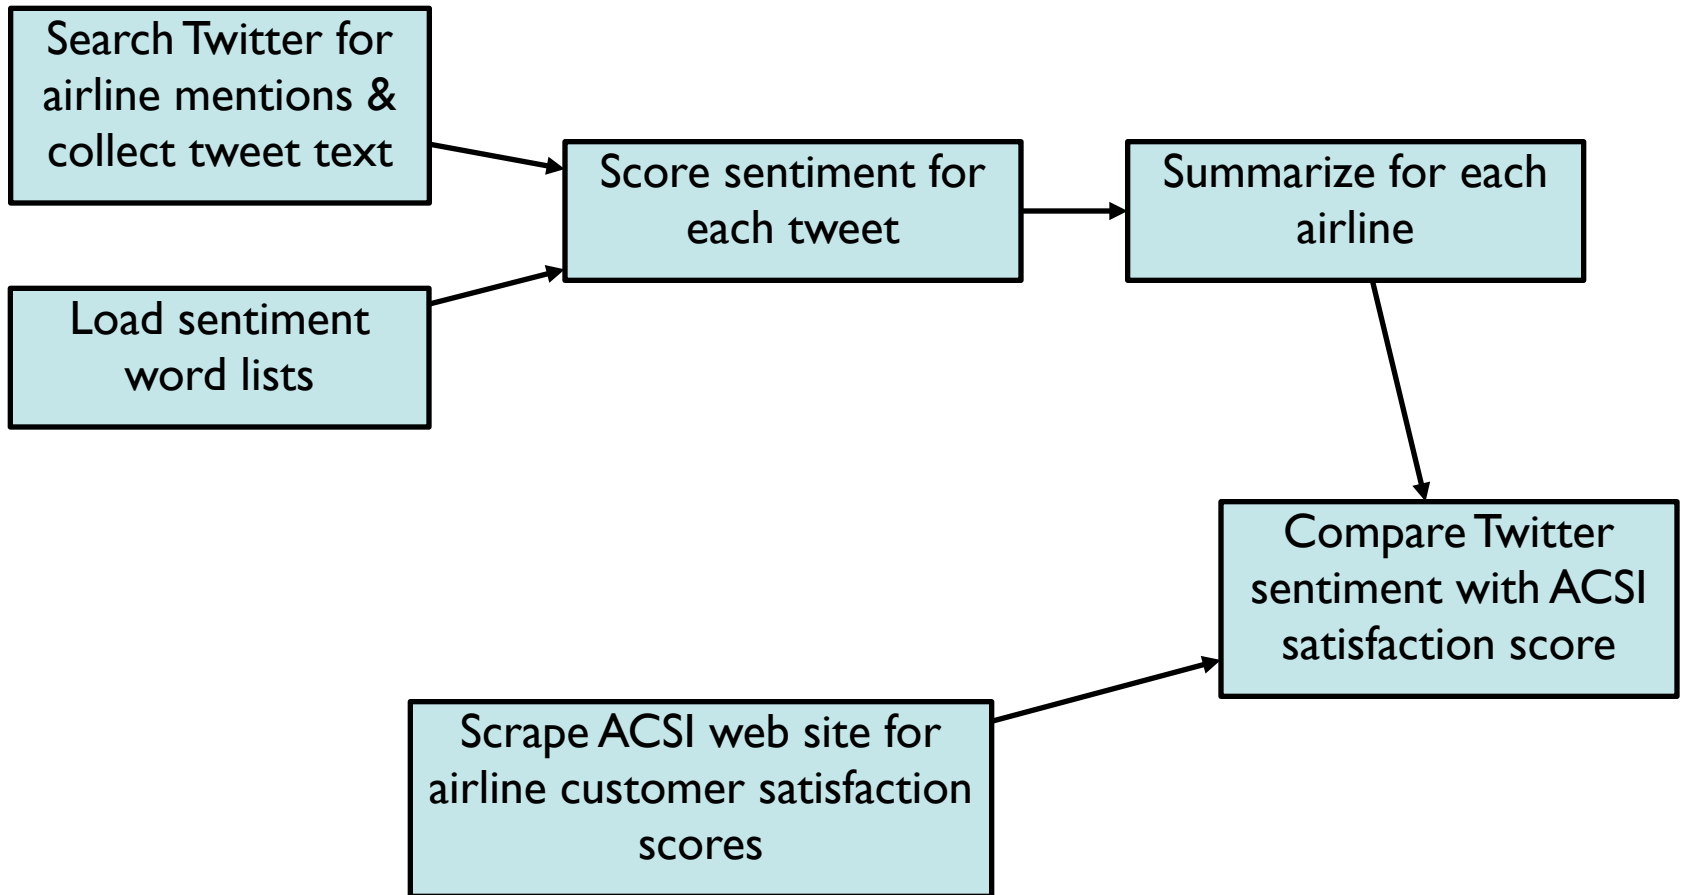 Search Twitter for
airline mentions &
collect tweet text
Score sentiment for
each tweet
Summarize for each
airline
Load sentiment
word lists
Compare Twitter
sentiment with ACSI
satisfaction score
Scrape ACSI web site for
airline customer satisfaction
scores